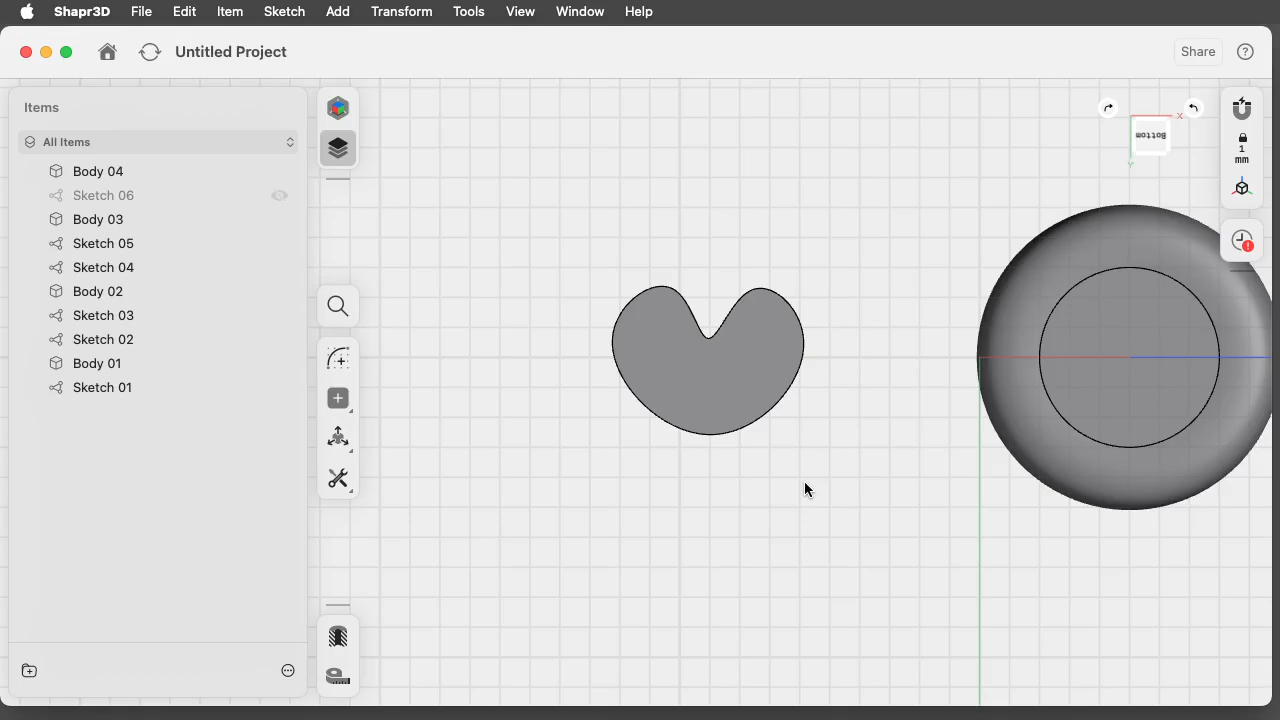 Shapr3D File Edit Item Sketch Add Transform Tools View Window Help
Untitled Project
Share
Items
All Items
Body 04
Sketch 06
Body 03
Sketch 05
Sketch 04
Body 02
Sketch 03
Sketch 02
Body 01
Sketch 01
X
Bottom
Y
1
mm